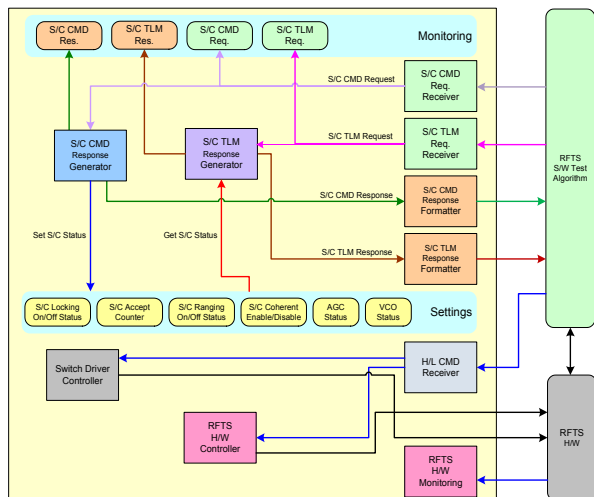 S/C CMD
Res.
S/C TLM
Res.
S/C CMD
Req.
S/C TLM
Req.
Monitoring
S/C CMD Request
S/C CMD
Req.
Receiver
S/C TLM Request
S/C TLM
Req.
Receiver
S/C CMD
Response
Generator
S/C TLM
Response
Generator
RFTS
S/W Test
Algorithm
S/C CMD Response
S/C CMD
Response
Formatter
Set S/C Status
Get S/C Status
S/C TLM Response
S/C TLM
Response
Formatter
S/C Locking
On/Off Status
S/C Accept
Counter
S/C Ranging
On/Off Status
S/C Coherent
Enable/Disable
AGC
Status
VCO
Status
Settings
Switch Driver
Controller
H/L CMD
Receiver
RFTS
H/W
Controller
RFTS
H/W
RFTS
H/W
Monitoring